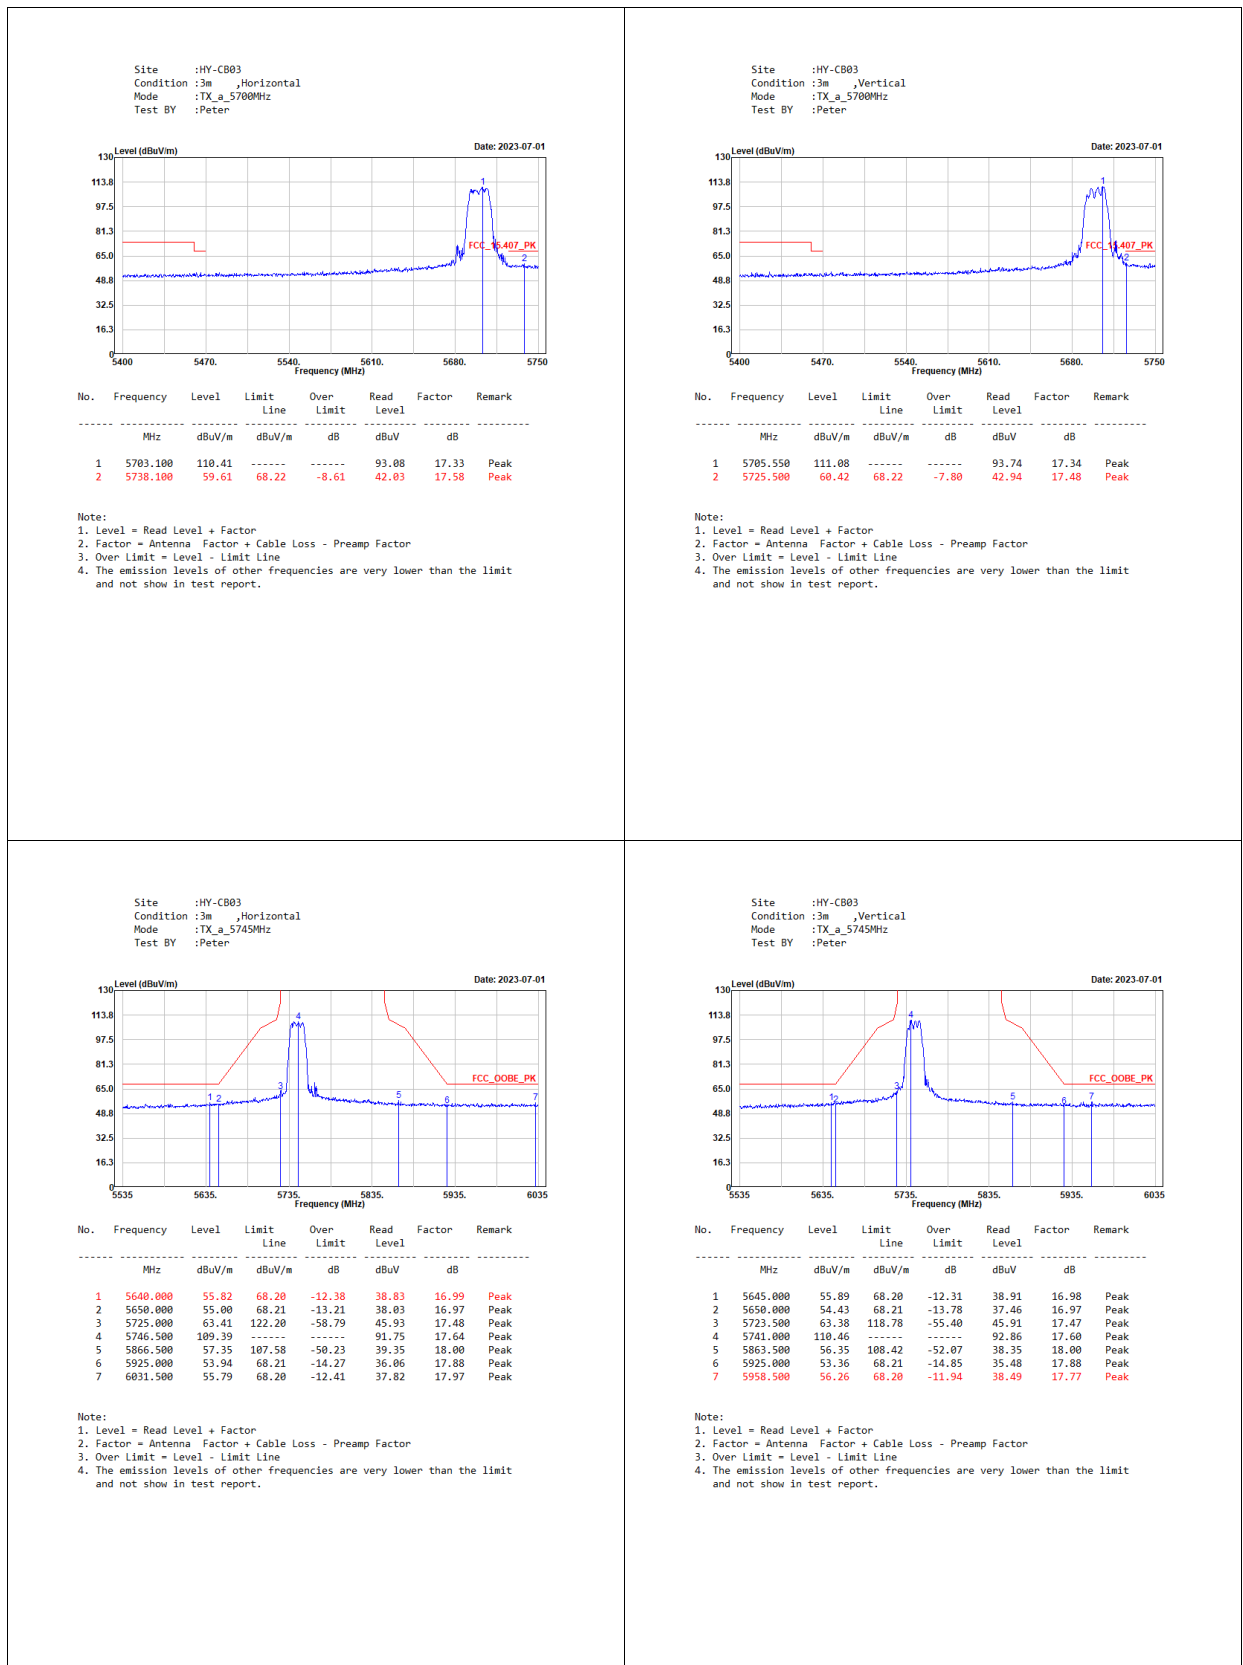 Site :HY-CB03
Condition :3m ,Horizontal
Mode :TX_a_5700MHz
Test BY :Peter
Level (dBuV/m) Date: 2023-07-01
130
113.8
97.5
81.3
65.0
48.8
32.5
16.3
0
1
FCC_15.407_PK
2
5400 5470. 5540. 5610. 5680. 5750
Frequency (MHz)
No. Frequency Level Limit Over Read Factor Remark
Line Limit Level
------ ----------- -------- --------- --------- -------- -------- ---------
MHz dBuV/m dBuV/m dB dBuV dB
1 5703.100 110.41 ------ ------ 93.08 17.33 Peak
2 5738.100 59.61 68.22 -8.61 42.03 17.58 Peak
Note:
1. Level = Read Level + Factor
2. Factor = Antenna Factor + Cable Loss - Preamp Factor
3. Over Limit = Level - Limit Line
4. The emission levels of other frequencies are very lower than the limit
and not show in test report.
Site :HY-CB03
Condition :3m ,Vertical
Mode :TX_a_5700MHz
Test BY :Peter
Level (dBuV/m) Date: 2023-07-01
130
113.8
97.5
81.3
65.0
48.8
32.5
16.3
0
1
FCC_15.407_PK
2
5400 5470. 5540. 5610. 5680. 5750
Frequency (MHz)
No. Frequency Level Limit Over Read Factor Remark
Line Limit Level
------ ----------- -------- --------- --------- -------- -------- ---------
MHz dBuV/m dBuV/m dB dBuV dB
1 5705.550 111.08 ------ ------ 93.74 17.34 Peak
2 5725.500 60.42 68.22 -7.80 42.94 17.48 Peak
Note:
1. Level = Read Level + Factor
2. Factor = Antenna Factor + Cable Loss - Preamp Factor
3. Over Limit = Level - Limit Line
4. The emission levels of other frequencies are very lower than the limit
and not show in test report.
Site :HY-CB03
Condition :3m ,Horizontal
Mode :TX_a_5745MHz
Test BY :Peter
Level (dBuV/m) Date: 2023-07-01
130
113.8
97.5
81.3
65.0
48.8
32.5
16.3
0
4
FCC_OOBE_PK
1 2 3 5 6 7
5535 5635. 5735. 5835. 5935. 6035
Frequency (MHz)
No. Frequency Level Limit Over Read Factor Remark
Line Limit Level
------ ----------- -------- --------- --------- -------- -------- ---------
MHz dBuV/m dBuV/m dB dBuV dB
1 5640.000 55.82 68.20 -12.38 38.83 16.99 Peak
2 5650.000 55.00 68.21 -13.21 38.03 16.97 Peak
3 5725.000 63.41 122.20 -58.79 45.93 17.48 Peak
4 5746.500 109.39 ------ ------ 91.75 17.64 Peak
5 5866.500 57.35 107.58 -50.23 39.35 18.00 Peak
6 5925.000 53.94 68.21 -14.27 36.06 17.88 Peak
7 6031.500 55.79 68.20 -12.41 37.82 17.97 Peak
Note:
1. Level = Read Level + Factor
2. Factor = Antenna Factor + Cable Loss - Preamp Factor
3. Over Limit = Level - Limit Line
4. The emission levels of other frequencies are very lower than the limit
and not show in test report.
Site :HY-CB03
Condition :3m ,Vertical
Mode :TX_a_5745MHz
Test BY :Peter
Level (dBuV/m) Date: 2023-07-01
130
113.8
97.5
81.3
65.0
48.8
32.5
16.3
0
4
FCC_OOBE_PK
1 2 3 5 6 7
5535 5635. 5735. 5835. 5935. 6035
Frequency (MHz)
No. Frequency Level Limit Over Read Factor Remark
Line Limit Level
------ ----------- -------- --------- --------- -------- -------- ---------
MHz dBuV/m dBuV/m dB dBuV dB
1 5645.000 55.89 68.20 -12.31 38.91 16.98 Peak
2 5650.000 54.43 68.21 -13.78 37.46 16.97 Peak
3 5723.500 63.38 118.78 -55.40 45.91 17.47 Peak
4 5741.000 110.46 ------ ------ 92.86 17.60 Peak
5 5863.500 56.35 108.42 -52.07 38.35 18.00 Peak
6 5925.000 53.36 68.21 -14.85 35.48 17.88 Peak
7 5958.500 56.26 68.20 -11.94 38.49 17.77 Peak
Note:
1. Level = Read Level + Factor
2. Factor = Antenna Factor + Cable Loss - Preamp Factor
3. Over Limit = Level - Limit Line
4. The emission levels of other frequencies are very lower than the limit
and not show in test report.